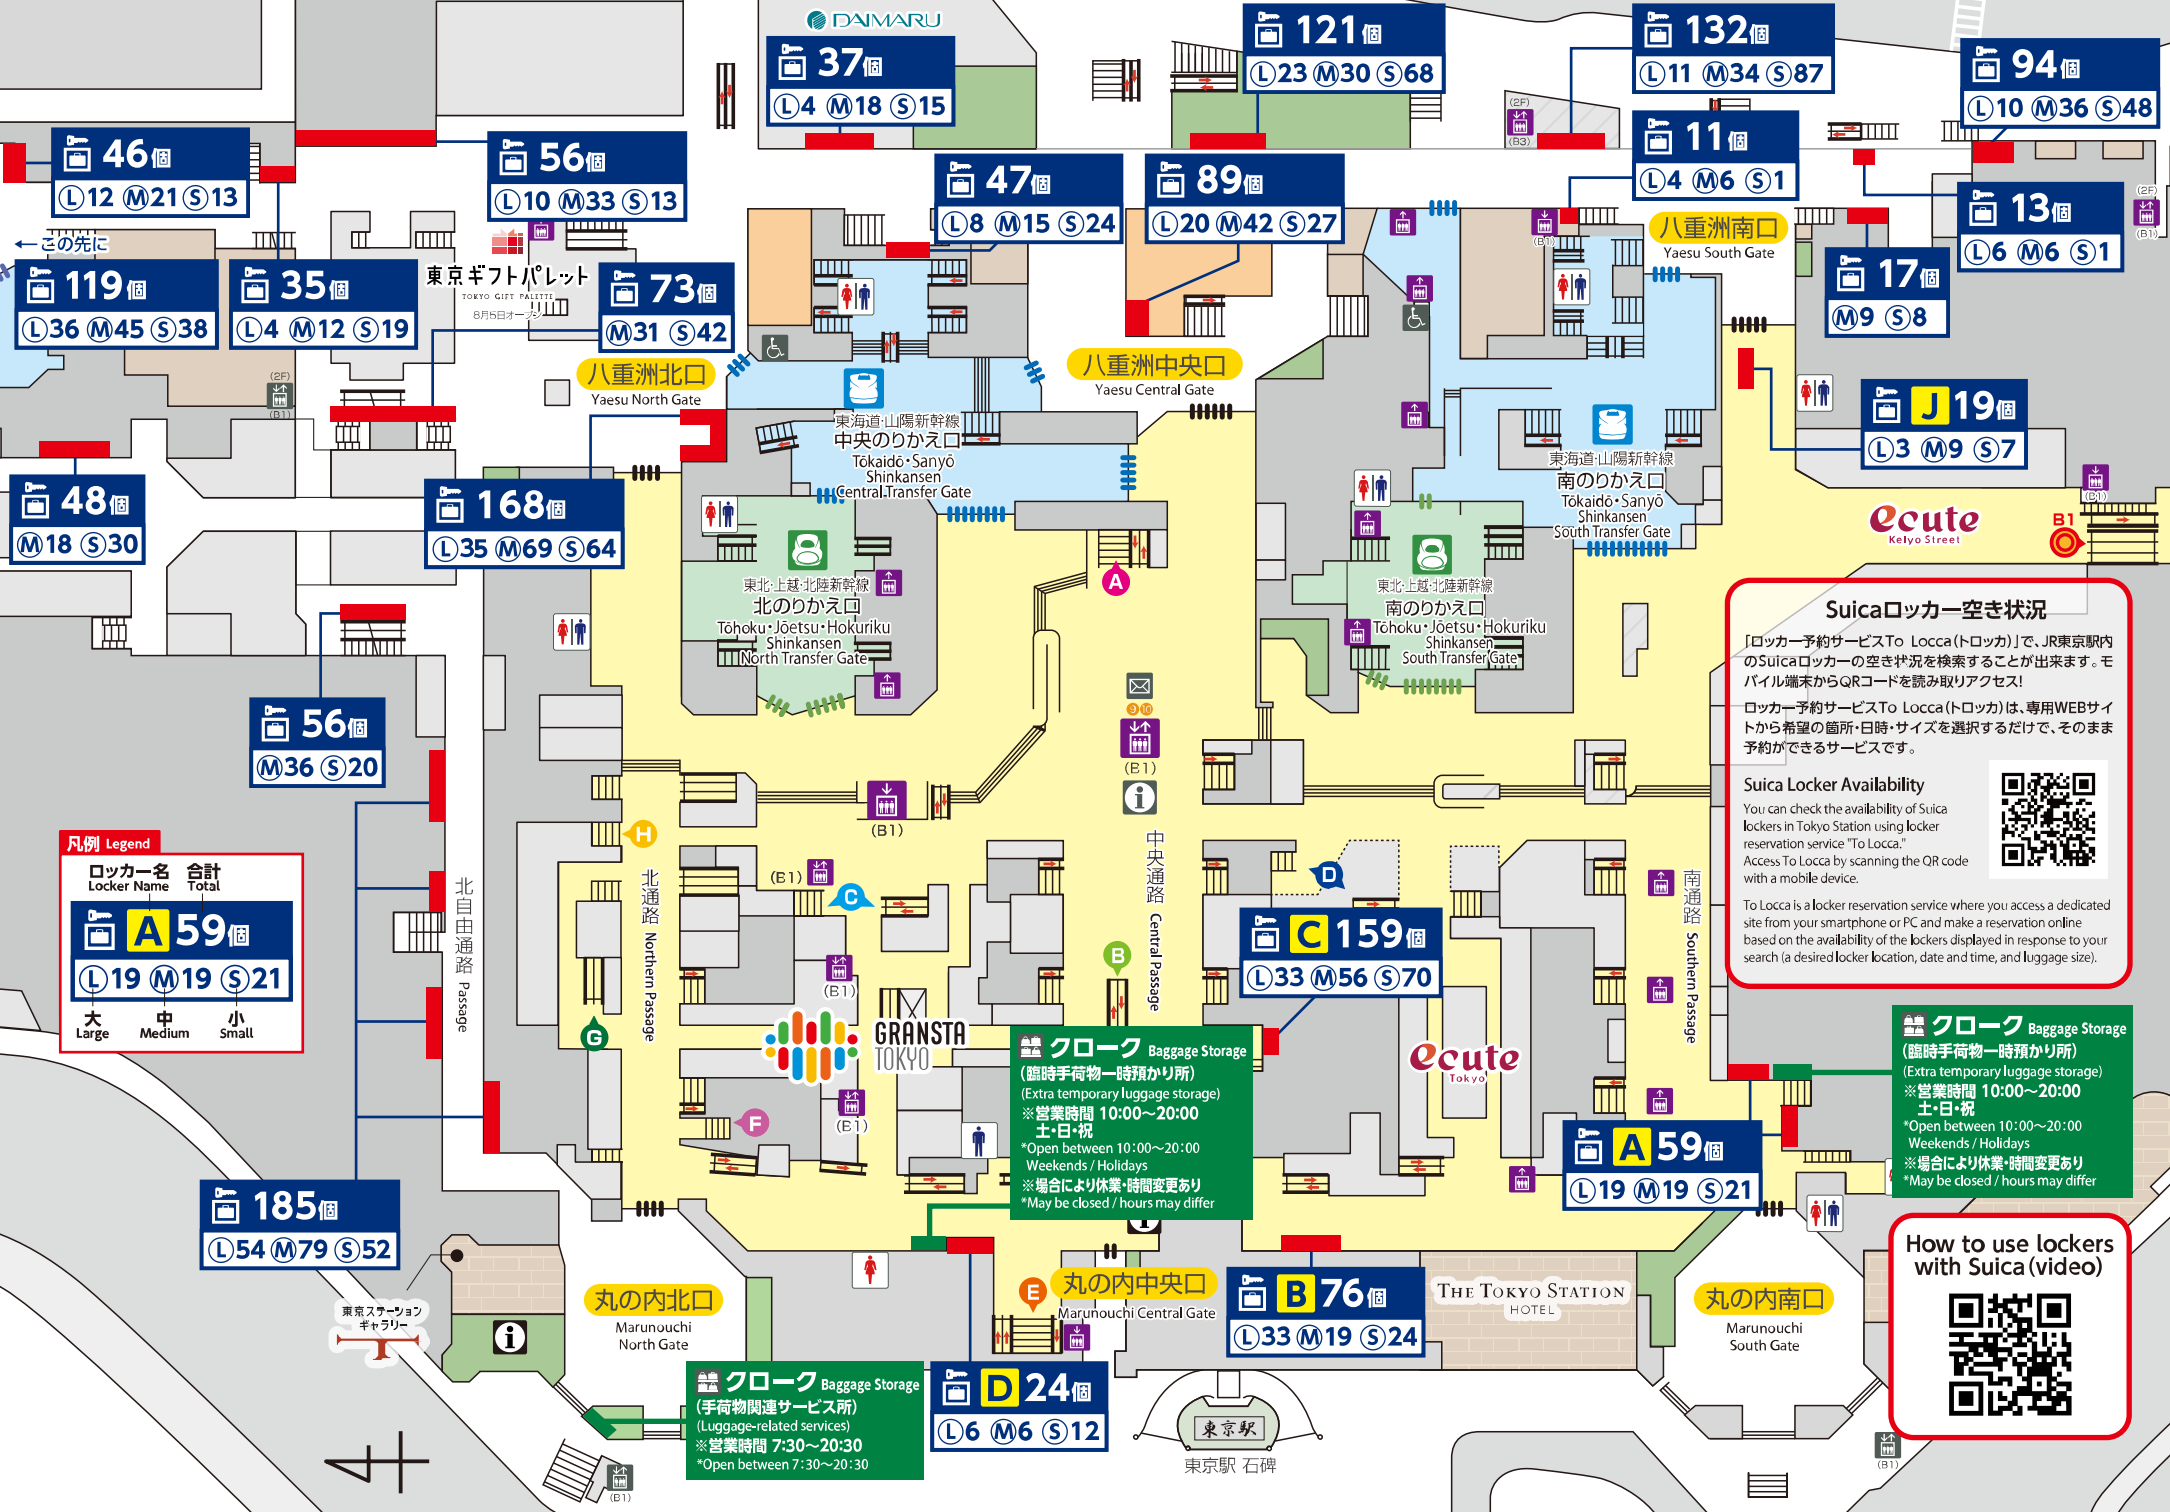 DAIMARU
37個
L4 M18 S15
121個
L23 M30 S68
132個
L11 M34 S87
94個
L10 M36 S48
46個
L12 M21 S13
56個
L10 M33 S13
47個
L8 M15 S24
89個
L20 M42 S27
(2F)
(B3)
11個
L4 M6 S1
13個
L6 M6 S1
(2F)
(B1)
←この先に
119個
L36 M45 S38
35個
L4 M12 S19
東京ギフトパレット
TOKYO GIFT PALETTE
8月5日オープン
73個
M31 S42
(B1)
八重洲南口
Yaesu South Gate
17個
M9 S8
(2F)
(B1)
八重洲北口
Yaesu North Gate
八重洲中央口
Yaesu Central Gate
J 19個
L3 M9 S7
東海道・山陽新幹線
中央のりかえ口
Tōkaidō・Sanyō
Shinkansen
Central Transfer Gate
東海道・山陽新幹線
南のりかえ口
Tōkaidō・Sanyō
Shinkansen
South Transfer Gate
48個
M18 S30
168個
L35 M69 S64
(B1)
ecute
Keiyo Street
B1
A
東北・上越・北陸新幹線
北のりかえ口
Tōhoku・Jōetsu・Hokuriku
Shinkansen
North Transfer Gate
東北・上越・北陸新幹線
南のりかえ口
Tōhoku・Jōetsu・Hokuriku
Shinkansen
South Transfer Gate
Suicaロッカー空き状況
「ロッカー予約サービスTo Locca(トロッカ)」で、JR東京駅内
のSuicaロッカーの空き状況を検索することが出来ます。モ
バイル端末からQRコードを読み取りアクセス!
ロッカー予約サービスTo Locca(トロッカ)は、専用WEBサイ
トから希望の箇所・日時・サイズを選択するだけで、そのまま
予約ができるサービスです。
Suica Locker Availability
You can check the availability of Suica
lockers in Tokyo Station using locker
reservation service "To Locca."
Access To Locca by scanning the QR code
with a mobile device.
To Locca is a locker reservation service where you access a dedicated
site from your smartphone or PC and make a reservation online
based on the availability of the lockers displayed in response to your
search (a desired locker location, date and time, and luggage size).
56個
M36 S20
⑨⑩
(B1)
(B1)
H
凡例 Legend
ロッカー名 合計
Locker Name Total
A 59個
L19 M19 S21
大 中 小
Large Medium Small
北自由通路 Passage
北通路 Northern Passage
(B1)
C
中央通路 Central Passage
D
南通路 Southern Passage
B
C 159個
L33 M56 S70
(B1)
G
GRANSTA
TOKYO
ecute
Tokyo
クローク Baggage Storage
(臨時手荷物一時預かり所)
(Extra temporary luggage storage)
※営業時間 10:00〜20:00
土・日・祝
*Open between 10:00〜20:00
Weekends / Holidays
※場合により休業・時間変更あり
*May be closed / hours may differ
クローク Baggage Storage
(臨時手荷物一時預かり所)
(Extra temporary luggage storage)
※営業時間 10:00〜20:00
土・日・祝
*Open between 10:00〜20:00
Weekends / Holidays
※場合により休業・時間変更あり
*May be closed / hours may differ
F
(B1)
A 59個
L19 M19 S21
185個
L54 M79 S52
東京ステーション
ギャラリー
丸の内北口
Marunouchi
North Gate
E
丸の内中央口
Marunouchi Central Gate
B 76個
L33 M19 S24
THE TOKYO STATION
HOTEL
丸の内南口
Marunouchi
South Gate
How to use lockers
with Suica (video)
クローク Baggage Storage
(手荷物関連サービス所)
(Luggage-related services)
※営業時間 7:30〜20:30
*Open between 7:30〜20:30
D 24個
L6 M6 S12
東京駅
東京駅 石碑
(B1)
(B1)